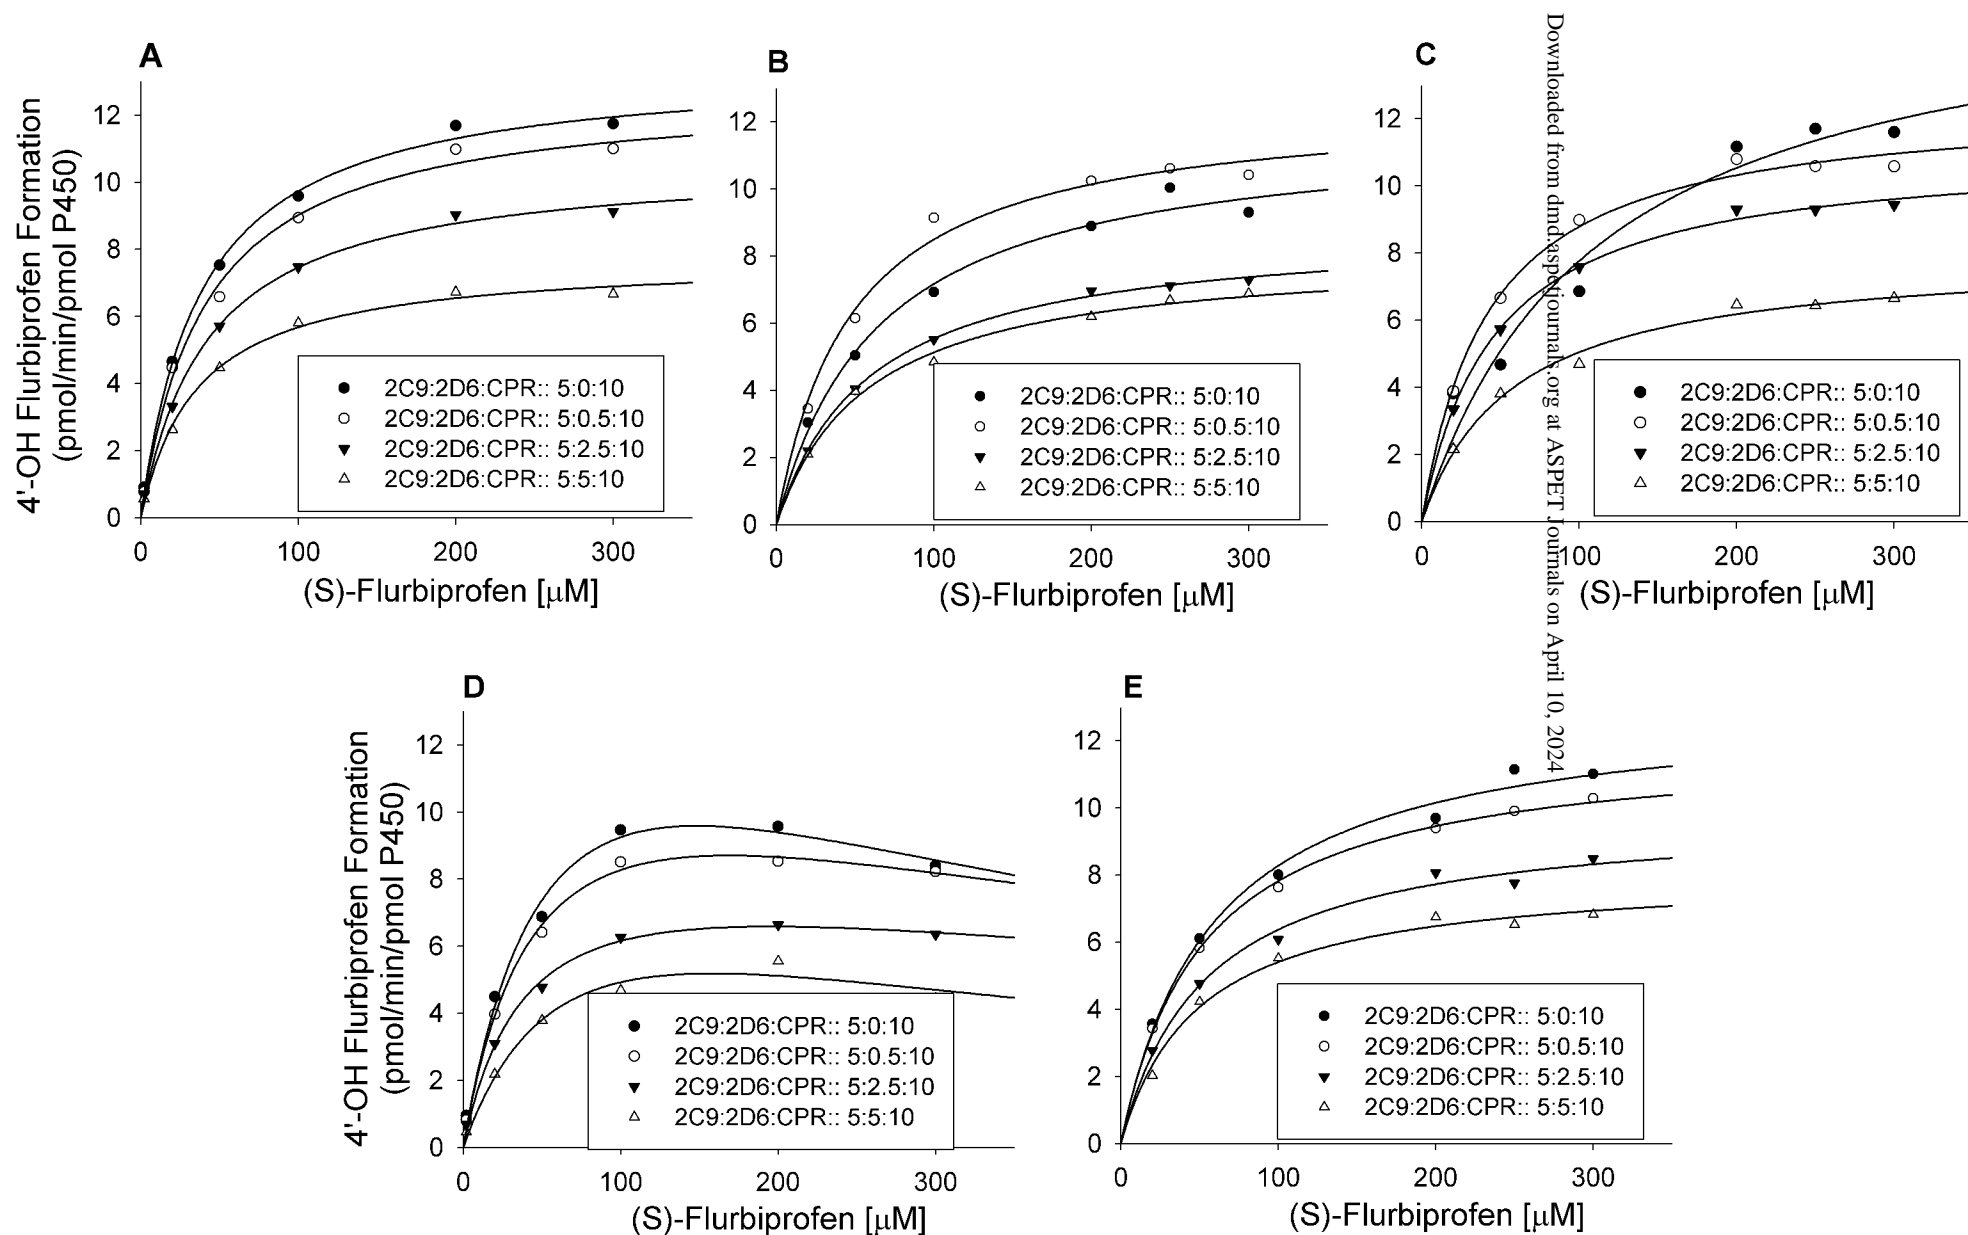 A
4'-OH Flurbiprofen Formation
(pmol/min/pmol P450)
12
10
8
6
4
2
0
2C9:2D6:CPR:: 5:0:10
2C9:2D6:CPR:: 5:0.5:10
2C9:2D6:CPR:: 5:2.5:10
2C9:2D6:CPR:: 5:5:10
0 100 200 300
(S)-Flurbiprofen [μM]
B
12
10
8
6
4
2
0
2C9:2D6:CPR:: 5:0:10
2C9:2D6:CPR:: 5:0.5:10
2C9:2D6:CPR:: 5:2.5:10
2C9:2D6:CPR:: 5:5:10
0 100 200 300
(S)-Flurbiprofen [μM]
C
12
10
8
6
4
2
0
2C9:2D6:CPR:: 5:0:10
2C9:2D6:CPR:: 5:0.5:10
2C9:2D6:CPR:: 5:2.5:10
2C9:2D6:CPR:: 5:5:10
0 100 200 300
(S)-Flurbiprofen [μM]
Downloaded from dmd.aspetjournals.org at ASPET Journals on April 10, 2024
D
4'-OH Flurbiprofen Formation
(pmol/min/pmol P450)
12
10
8
6
4
2
0
2C9:2D6:CPR:: 5:0:10
2C9:2D6:CPR:: 5:0.5:10
2C9:2D6:CPR:: 5:2.5:10
2C9:2D6:CPR:: 5:5:10
0 100 200 300
(S)-Flurbiprofen [μM]
E
12
10
8
6
4
2
0
2C9:2D6:CPR:: 5:0:10
2C9:2D6:CPR:: 5:0.5:10
2C9:2D6:CPR:: 5:2.5:10
2C9:2D6:CPR:: 5:5:10
0 100 200 300
(S)-Flurbiprofen [μM]